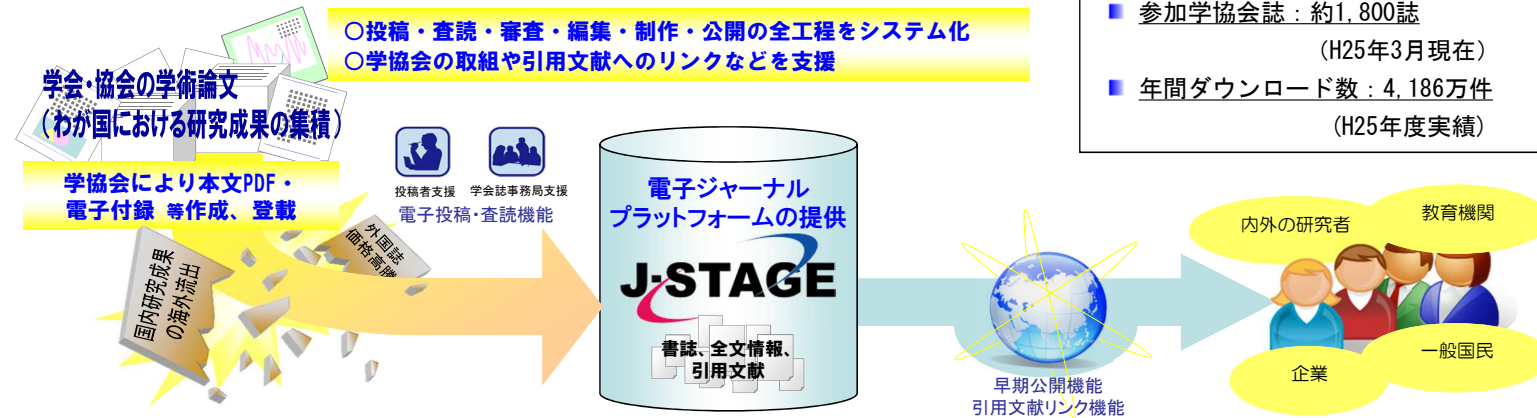 ○投稿・査読・審査・編集・制作・公開の全工程をシステム化
○学協会の取組や引用文献へのリンクなどを支援
参加学協会誌：約1,800誌
(H25年3月現在)
年間ダウンロード数：4,186万件
(H25年度実績)
学会・協会の学術論文
(わが国における研究成果の集積)
学協会により本文PDF・
電子付録 等作成、登載
投稿者支援
学会誌事務局支援
電子投稿・査読機能
国内研究成果
の海外流出
外国誌
価格高騰
電子ジャーナル
プラットフォームの提供
J-STAGE
書誌、全文情報、
引用文献
早期公開機能
引用文献リンク機能
内外の研究者
教育機関
企業
一般国民